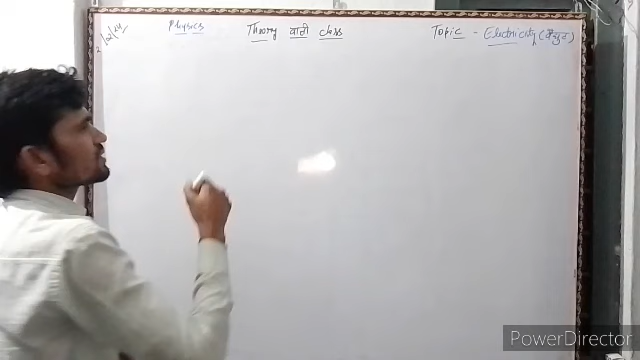 Physics Theory वाली class Topic - Electricity (वैद्युत)
PowerDirector